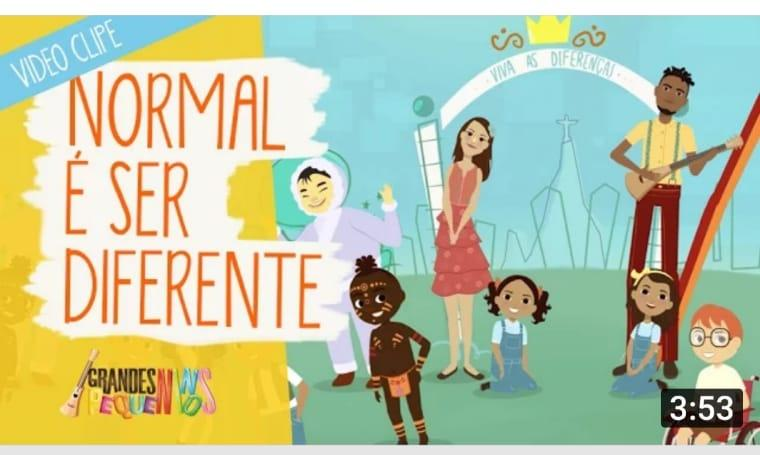 VIDEO CLIPE
NORMAL
É SER
DIFERENTE
VIVA AS DIFERENÇAS
GRANDES
PEQUENINOS
3:53